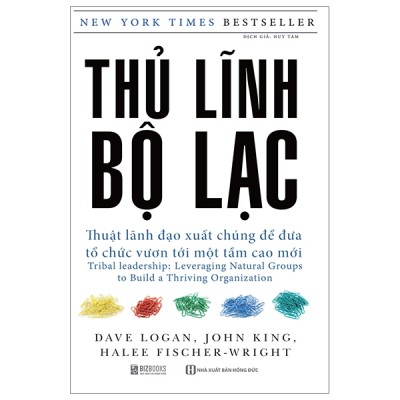 NEW YORK TIMES BESTSELLER
DỊCH GIẢ: HUY TÂM
THỦ LĨNH
BỘ LẠC
Thuật lãnh đạo xuất chúng để đưa
tổ chức vươn tới một tầm cao mới
Tribal leadership: Leveraging Natural Groups
to Build a Thriving Organization
DAVE LOGAN, JOHN KING,
HALEE FISCHER-WRIGHT
BIZBOOKS
NHÀ XUẤT BẢN HỒNG ĐỨC